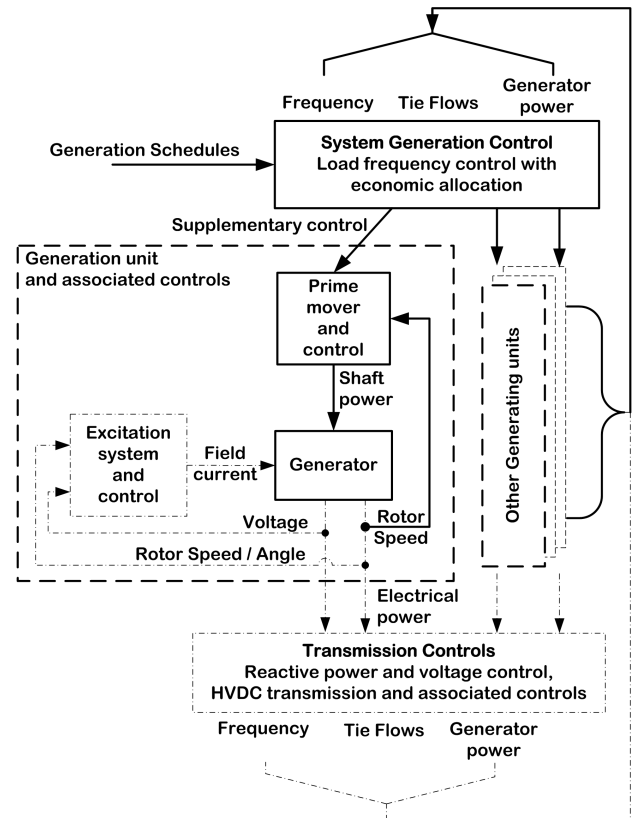 Frequency
Tie Flows
Generator
power
Generation Schedules
System Generation Control
Load frequency control with
economic allocation
Supplementary control
Generation unit
and associated controls
Prime
mover
and
control
Shaft
power
Excitation
system
and
control
Field
current
Generator
Other Generating units
Voltage
Rotor
Speed
Rotor Speed / Angle
Electrical
power
Transmission Controls
Reactive power and voltage control,
HVDC transmission and associated controls
Frequency
Tie Flows
Generator
power